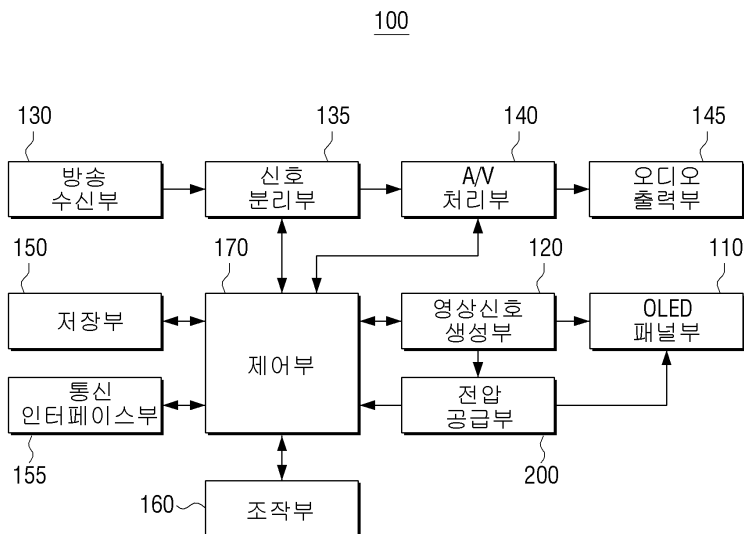 100
130
135
140
145
방송
수신부
신호
분리부
A/V
처리부
오디오
출력부
150
170
120
110
저장부
제어부
영상신호
생성부
OLED
패널부
통신
인터페이스부
전압
공급부
155
200
160
조작부